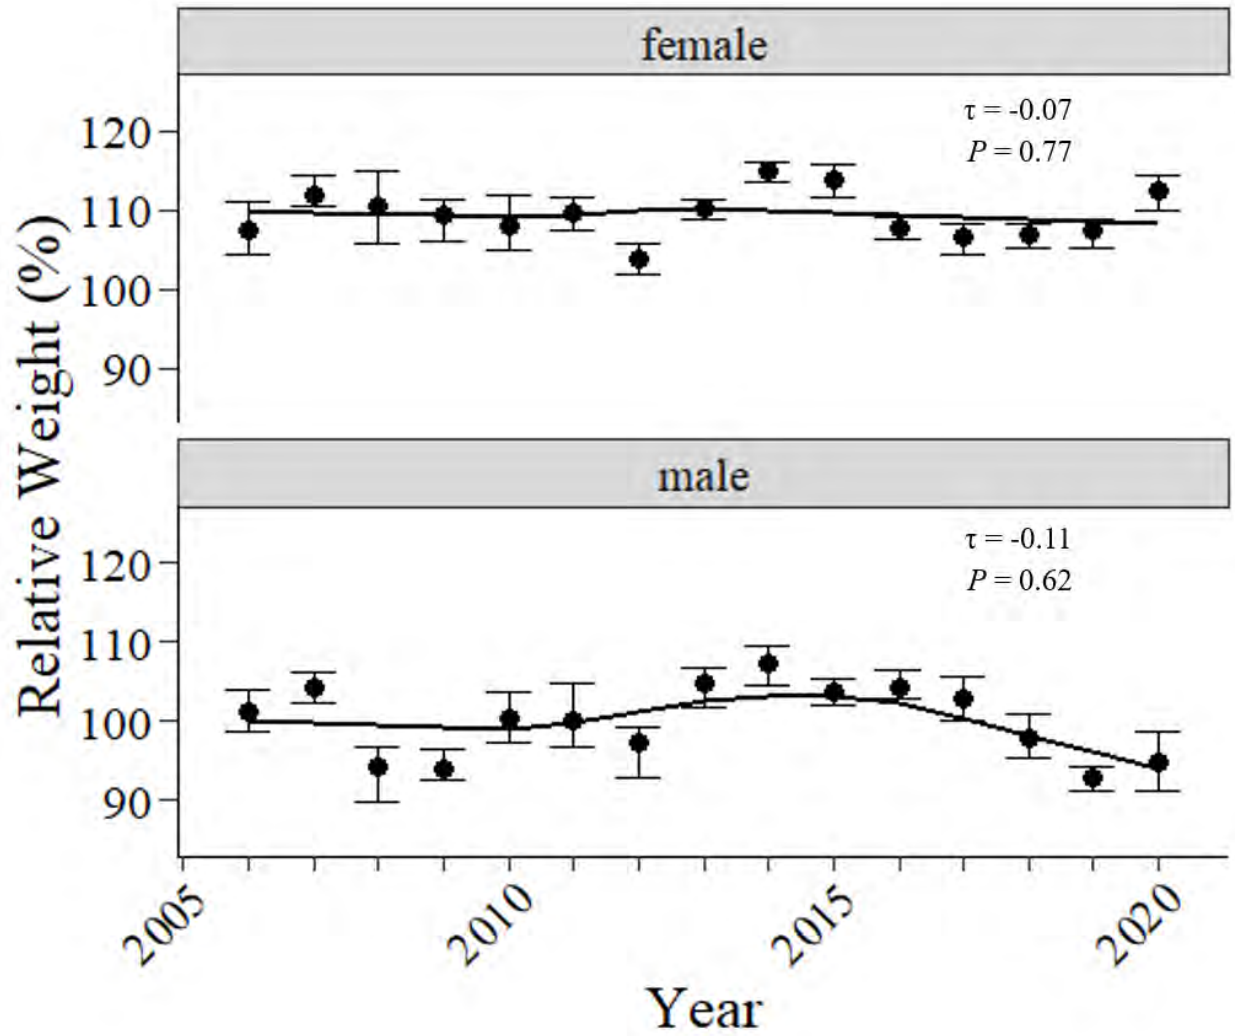 female
τ = -0.07
P = 0.77
120
110
100
90
Relative Weight (%)
male
τ = -0.11
P = 0.62
120
110
100
90
2005
2010
2015
2020
Year